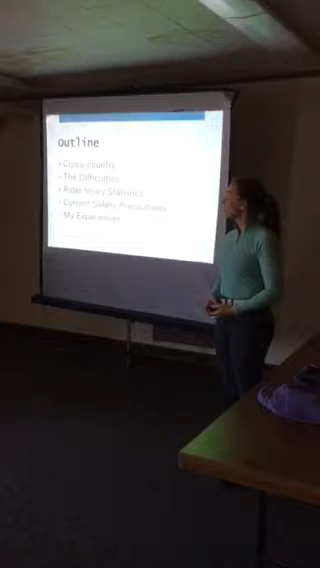 Outline
• Cross-country
• The Difficulties
• Rider Injury Statistics
• Current Safety Precautions
• My Experiences